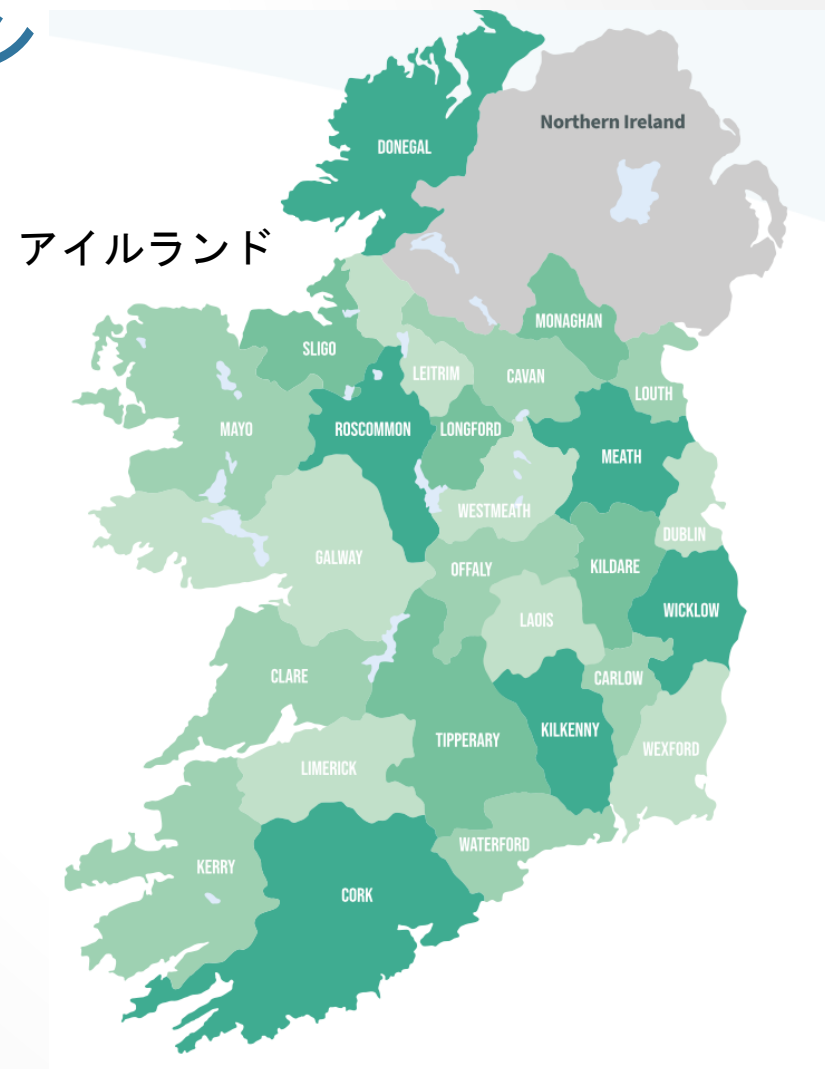 DONEGAL
Northern Ireland
アイルランド
MONAGHAN
SLIGO
LEITRIM
CAVAN
LOUTH
MAYO
ROSCOMMON
LONGFORD
MEATH
WESTMEATH
DUBLIN
GALWAY
OFFALY
KILDARE
WICKLOW
LAOIS
CLARE
CARLOW
KILKENNY
TIPPERARY
WEXFORD
LIMERICK
WATERFORD
KERRY
CORK